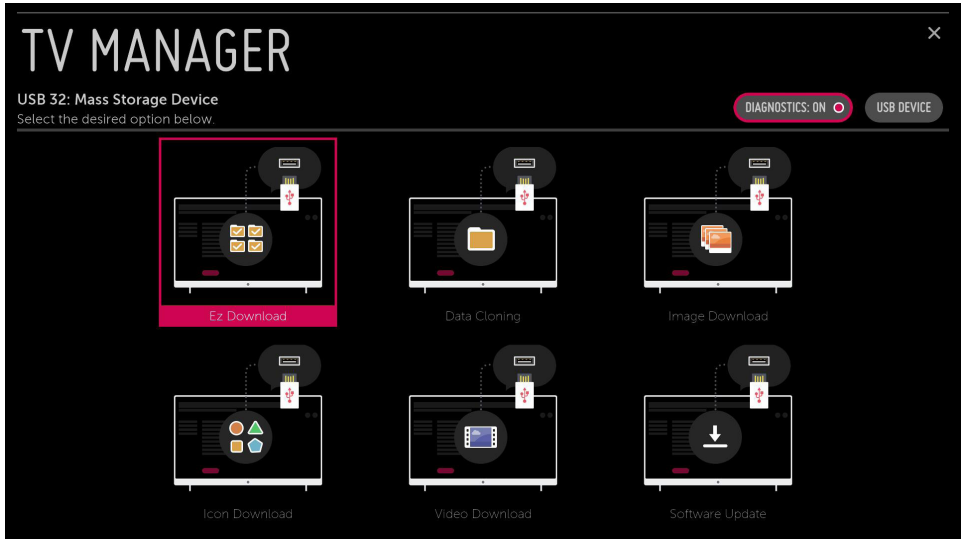 TV MANAGER
USB 32: Mass Storage Device
Select the desired option below.
DIAGNOSTICS: ON
USB DEVICE
Ez Download
Data Cloning
Image Download
Icon Download
Video Download
Software Update